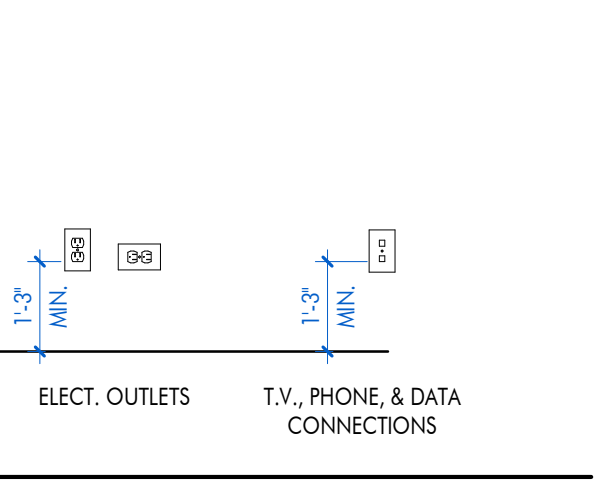 1'-3"
MIN.
1'-3"
MIN.
ELECT. OUTLETS
T.V., PHONE, & DATA
CONNECTIONS